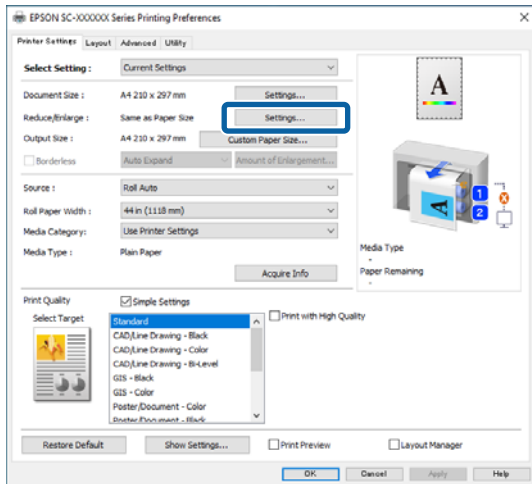 EPSON SC-XXXXXX Series Printing Preferences
Printer Settings Layout Advanced Utility
Select Setting : Current Settings
Document Size : A4 210 x 297 mm Settings...
Reduce/Enlarge : Same as Paper Size Settings...
Output Size : A4 210 x 297 mm Custom Paper Size...
Borderless Auto Expand Amount of Enlargement...
Source : Roll Auto
Roll Paper Width : 44 in (1118 mm)
Media Category: Use Printer Settings
Media Type : Plain Paper
Acquire Info
A
A
1
2
Media Type
-
Paper Remaining
-
Print Quality Simple Settings
Select Target
Standard
CAD/Line Drawing - Black
CAD/Line Drawing - Color
CAD/Line Drawing - Bi-Level
GIS - Black
GIS - Color
Poster/Document - Color
Poster/Document - Black
Print with High Quality
Restore Default Show Settings... Print Preview Layout Manager
OK Cancel Apply Help